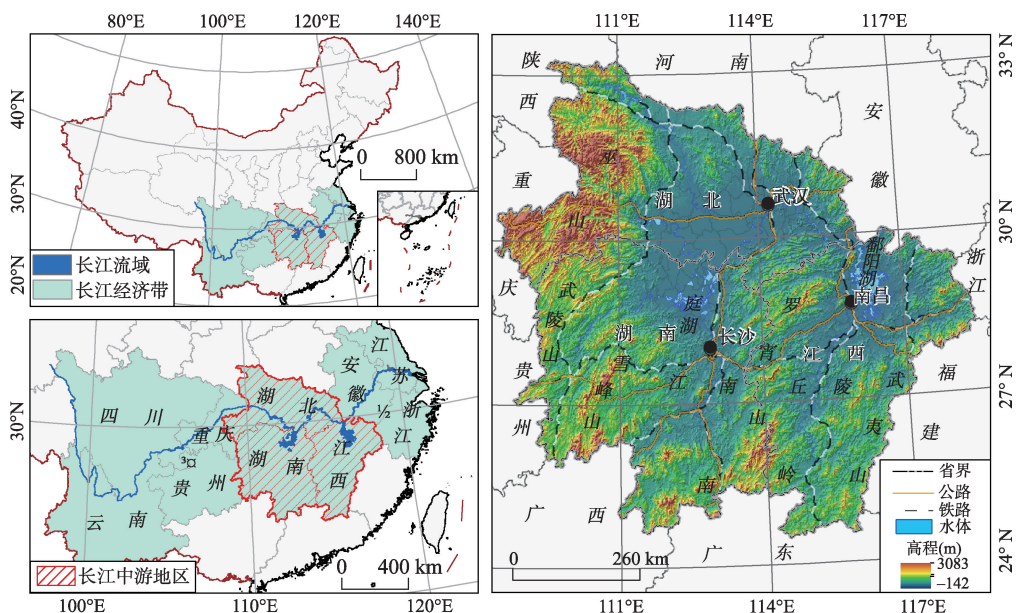 80°E 100°E 120°E 140°E
40°N
30°N
20°N
0 800 km
长江流域
长江经济带
30°N
四川
重庆
贵州
云南
湖北
湖南
江西
安徽
江苏
浙江
½
³¤
长江中游地区
0 400 km
100°E 110°E 120°E
111°E 114°E 117°E
33°N
30°N
27°N
24°N
陕西
河南
安徽
重庆
浙江
贵州
福建
广西
广东
巫山
湖北
武汉
鄱阳湖
南昌
武陵山
庭湖
湖南
长沙
罗霄山
江西
雪峰山
江南丘陵
武夷山
南岭
省界
公路
铁路
水体
高程(m)
3083
-142
0 260 km
111°E 114°E 117°E